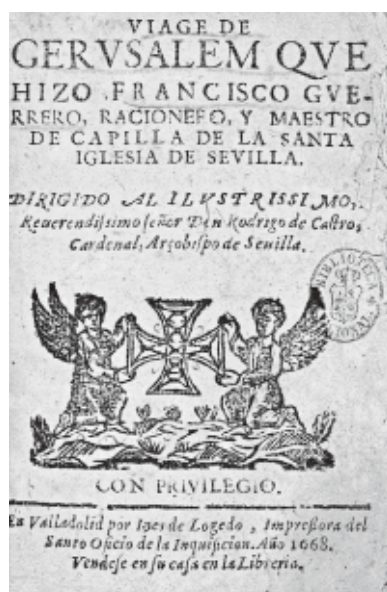 VIAGE DE
GERVSALEM QVE
HIZO FRANCISCO GVE-
RRERO, RACIONERO, Y MAESTRO
DE CAPILLA DE LA SANTA
IGLESIA DE SEVILLA.
DIRIGIDO AL ILVSTRISSIMO,
Reuerendissimo señor Don Rodrigo de Castro,
Cardenal, Arçobispo de Seuilla.
BIBLIOTECA
CON PRIVILEGIO.
En Valladolid por Ines de Logedo, Impressora del
Santo Oficio de la Inquisicion. Año 1668.
Vendese en su casa en la Libreria.